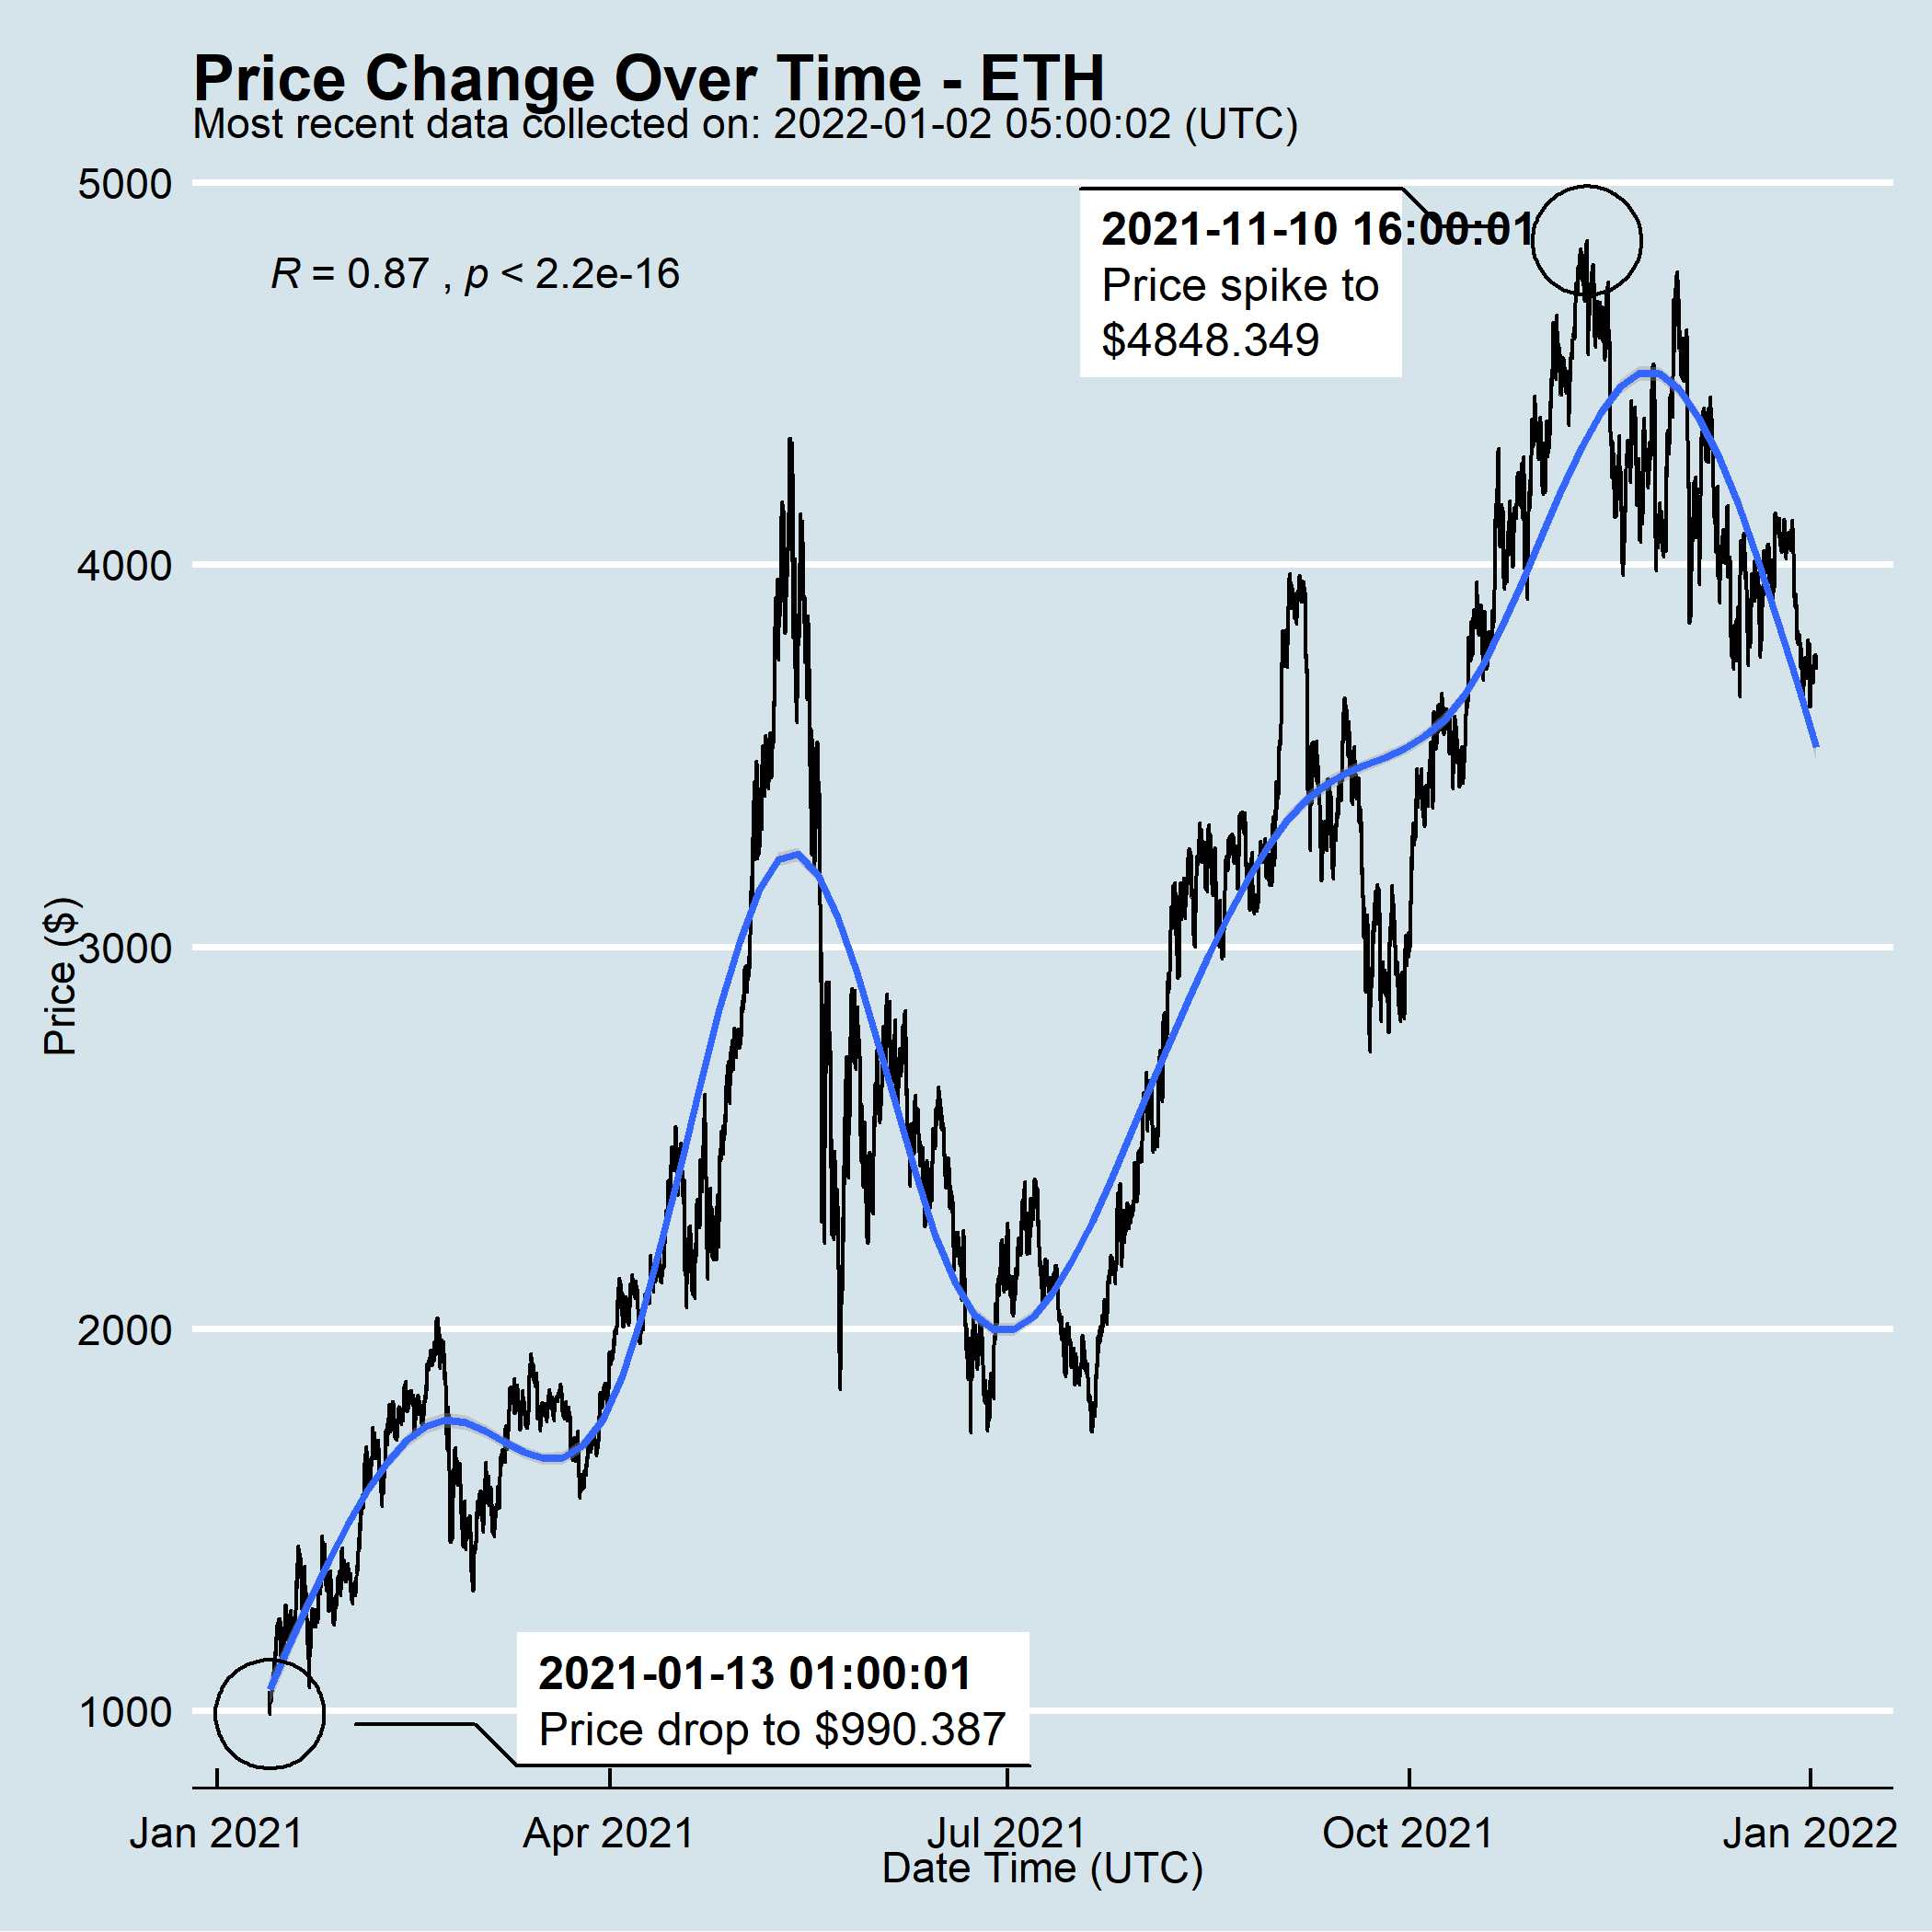 Price Change Over Time - ETH
Most recent data collected on: 2022-01-02 05:00:02 (UTC)
5000
2021-11-10 16:00:01
Price spike to
$4848.349
R = 0.87 , p < 2.2e-16
4000
Price ($)
3000
2000
2021-01-13 01:00:01
Price drop to $990.387
1000
Jan 2021 Apr 2021 Jul 2021 Oct 2021 Jan 2022
Date Time (UTC)